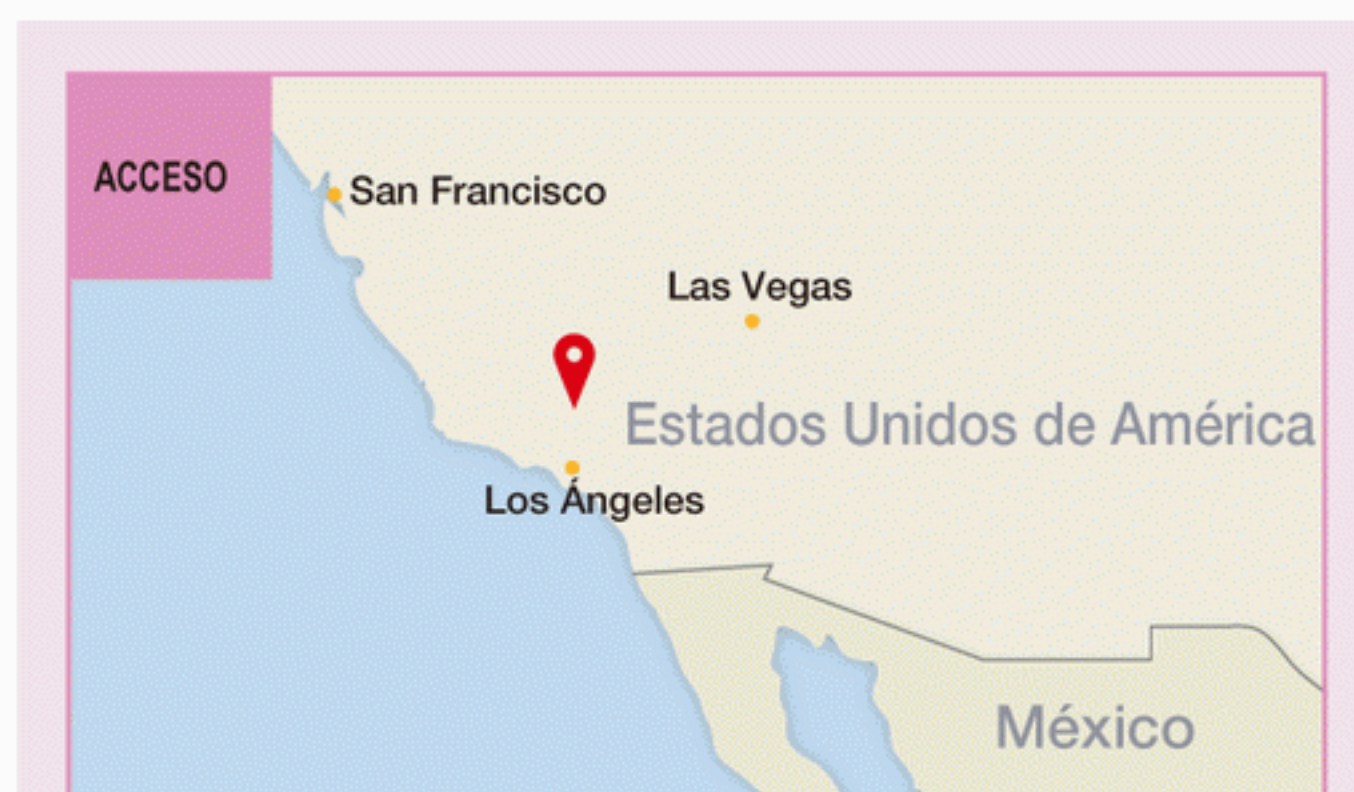 ACCESO
San Francisco
Las Vegas
Estados Unidos de América
Los Ángeles
México